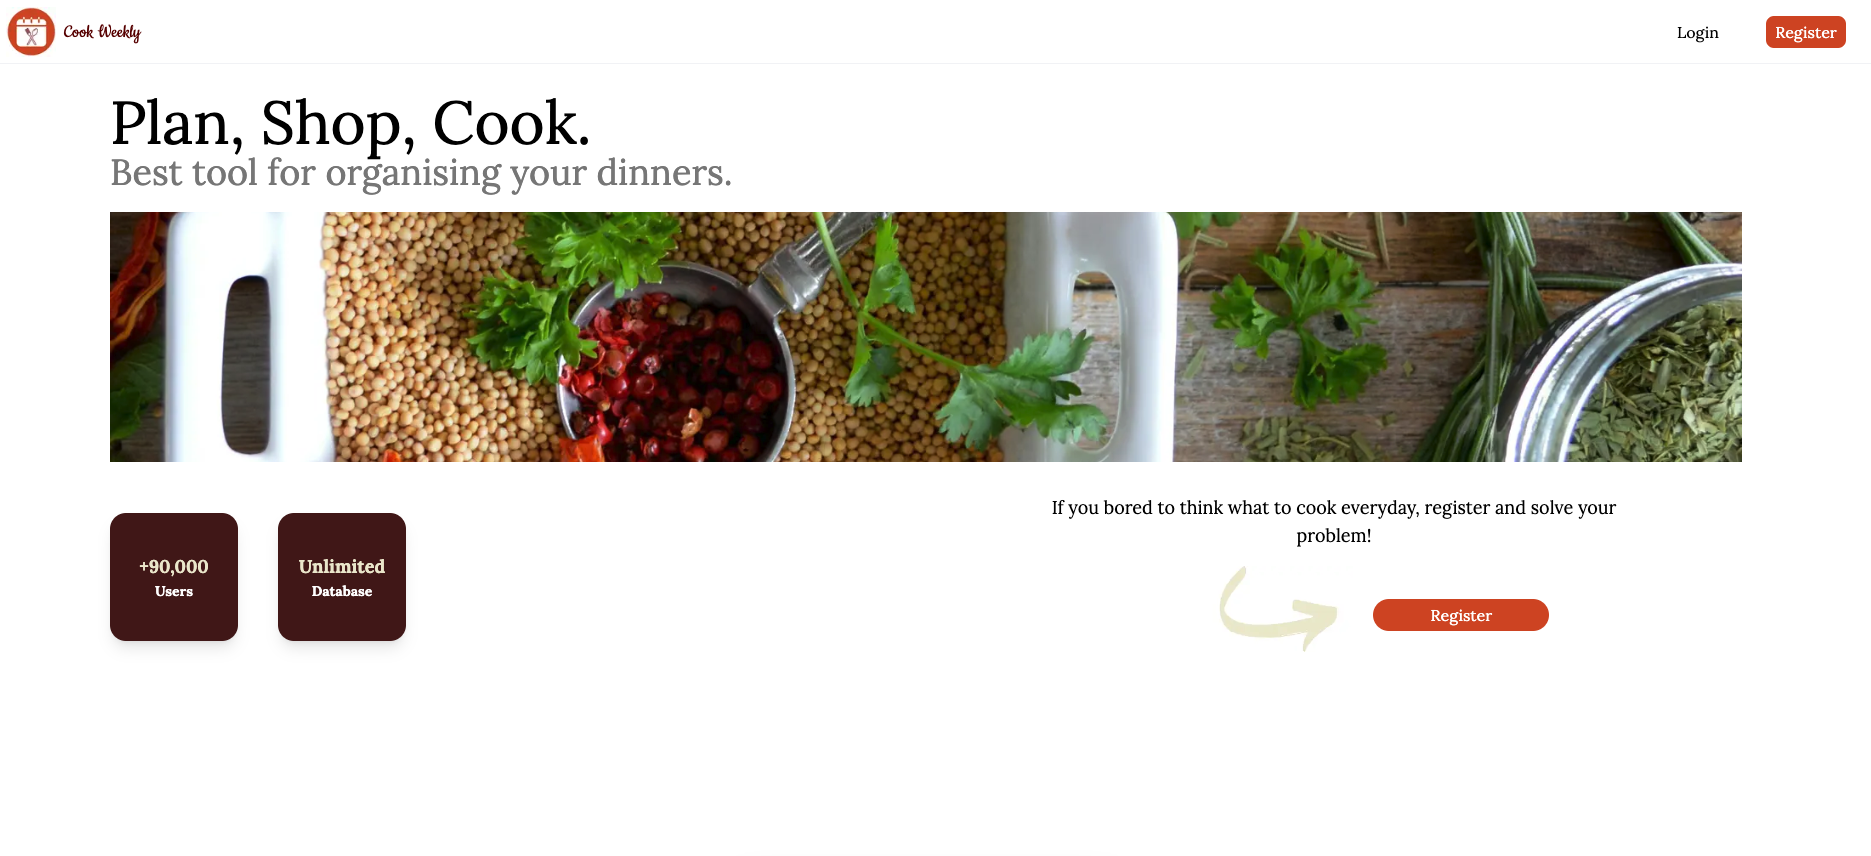 Cook Weekly
Login
Register
Plan, Shop, Cook.
Best tool for organising your dinners.
+90,000
Users
Unlimited
Database
If you bored to think what to cook everyday, register and solve your
problem!
Register